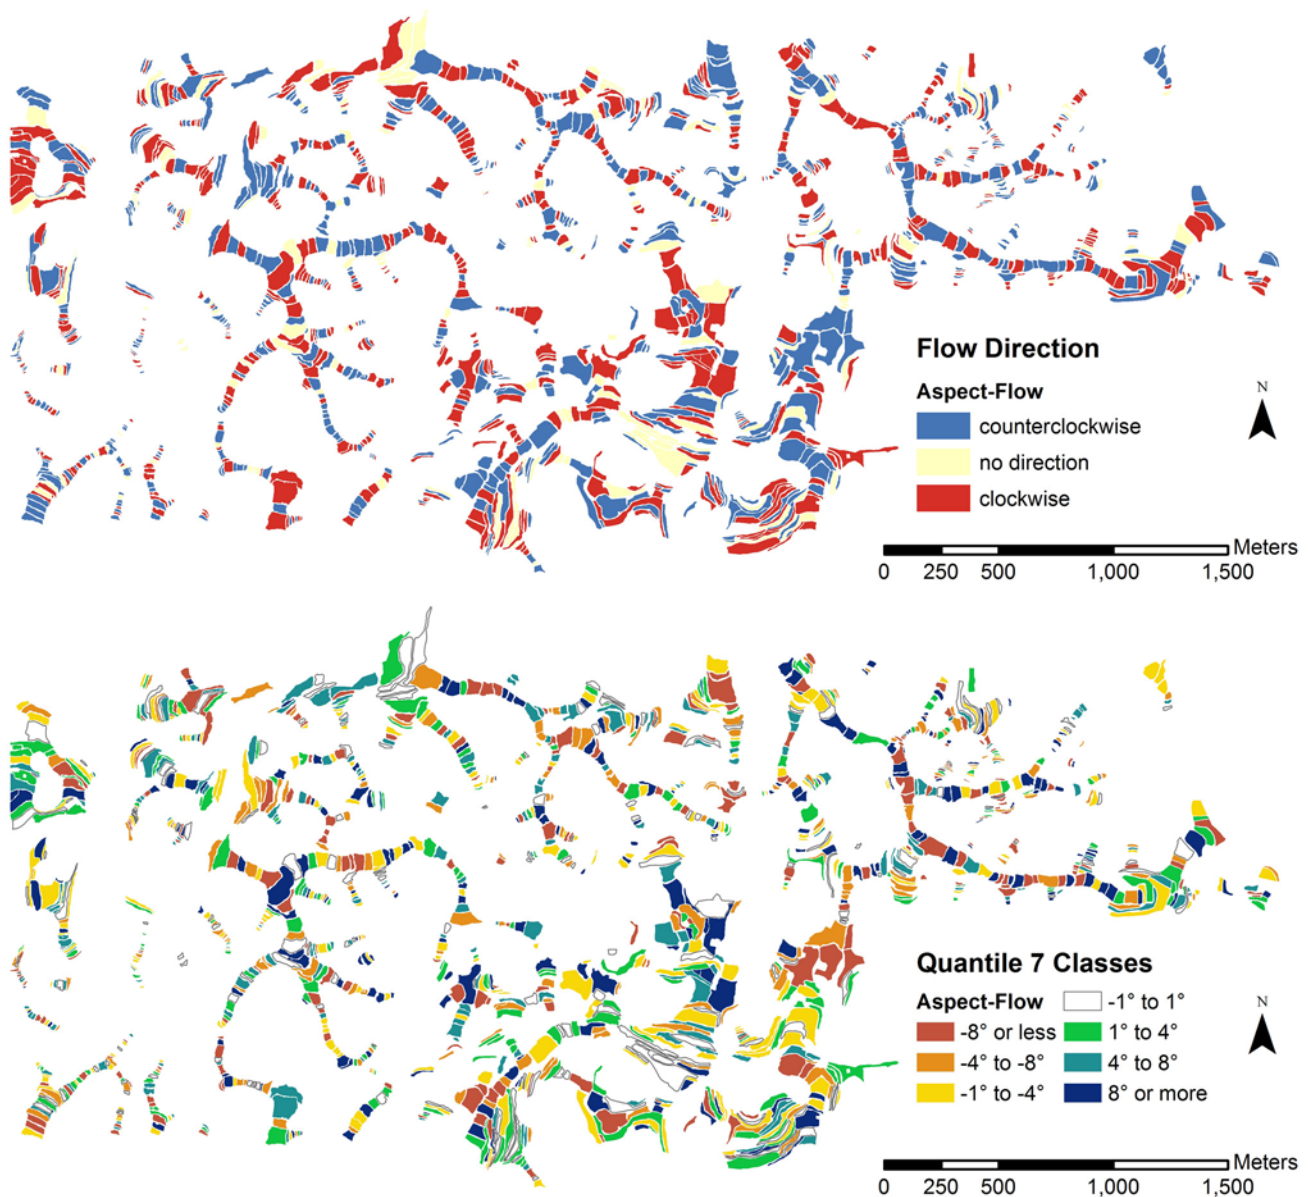 Flow Direction
Aspect-Flow
counterclockwise
no direction
clockwise
N
Meters
0 250 500 1,000 1,500
Quantile 7 Classes
Aspect-Flow
-8° or less
-4° to -8°
-1° to -4°
-1° to 1°
1° to 4°
4° to 8°
8° or more
N
Meters
0 250 500 1,000 1,500